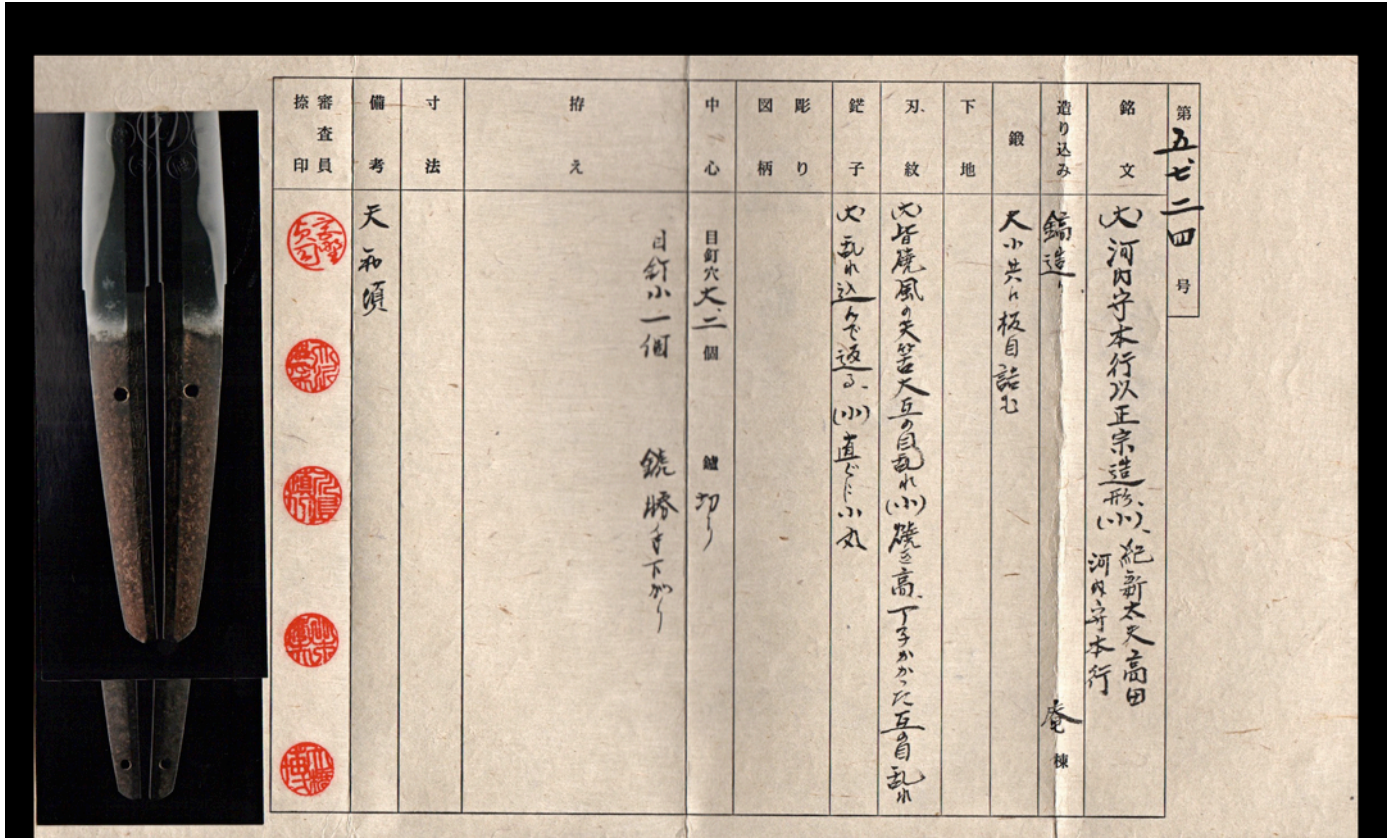 第五七二四号
銘文
(大)河内守本行以正宗造形、(小)、紀新太夫高田
河内守本行
造り込み
鎬造り
庵棟
鍛
大小共に板目詰む
下地
刃紋
(大)皆焼風の矢筈大互の目乱れ(小)焼き高、丁子かかった互の目乱れ
鋩子
(大)乱れ込んで返る、(小)直ぐに小丸
彫り
図柄
中心
目釘穴大、二個 鑢切り
目釘小一個 鑢勝手下がり
拵え
寸法
備考
天和頃
審査員
捺印